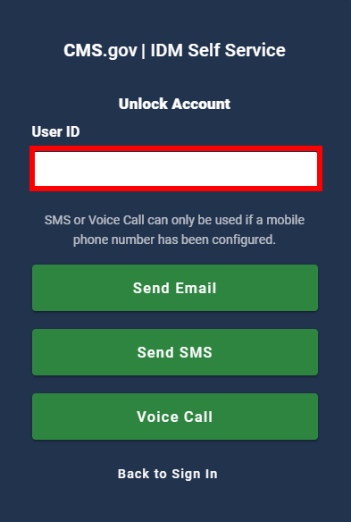 CMS.gov | IDM Self Service
Unlock Account
User ID
SMS or Voice Call can only be used if a mobile
phone number has been configured.
Send Email
Send SMS
Voice Call
Back to Sign In